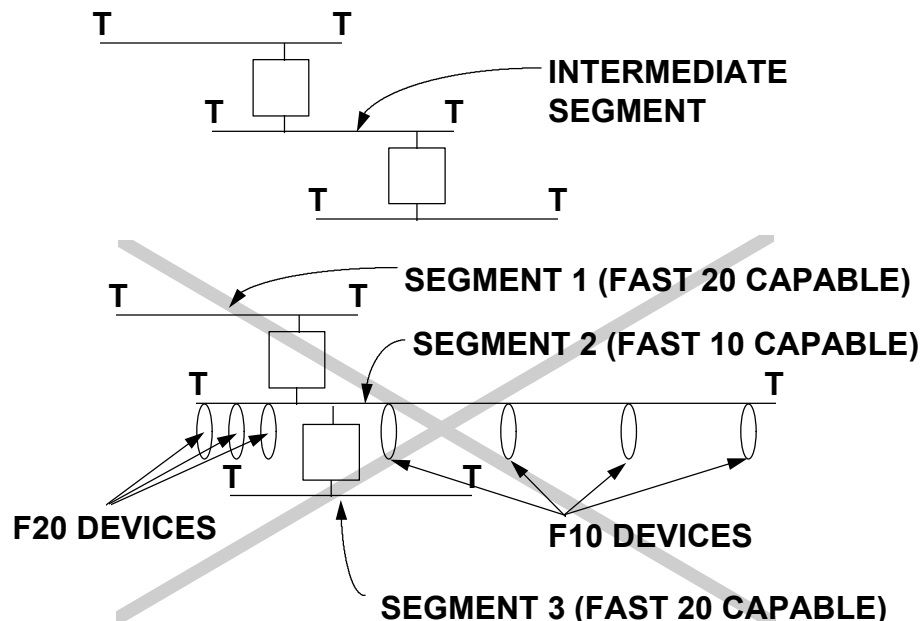 T T
INTERMEDIATE
SEGMENT
T T
T T
SEGMENT 1 (FAST 20 CAPABLE)
T T
SEGMENT 2 (FAST 10 CAPABLE)
T T
T T
F20 DEVICES
F10 DEVICES
SEGMENT 3 (FAST 20 CAPABLE)